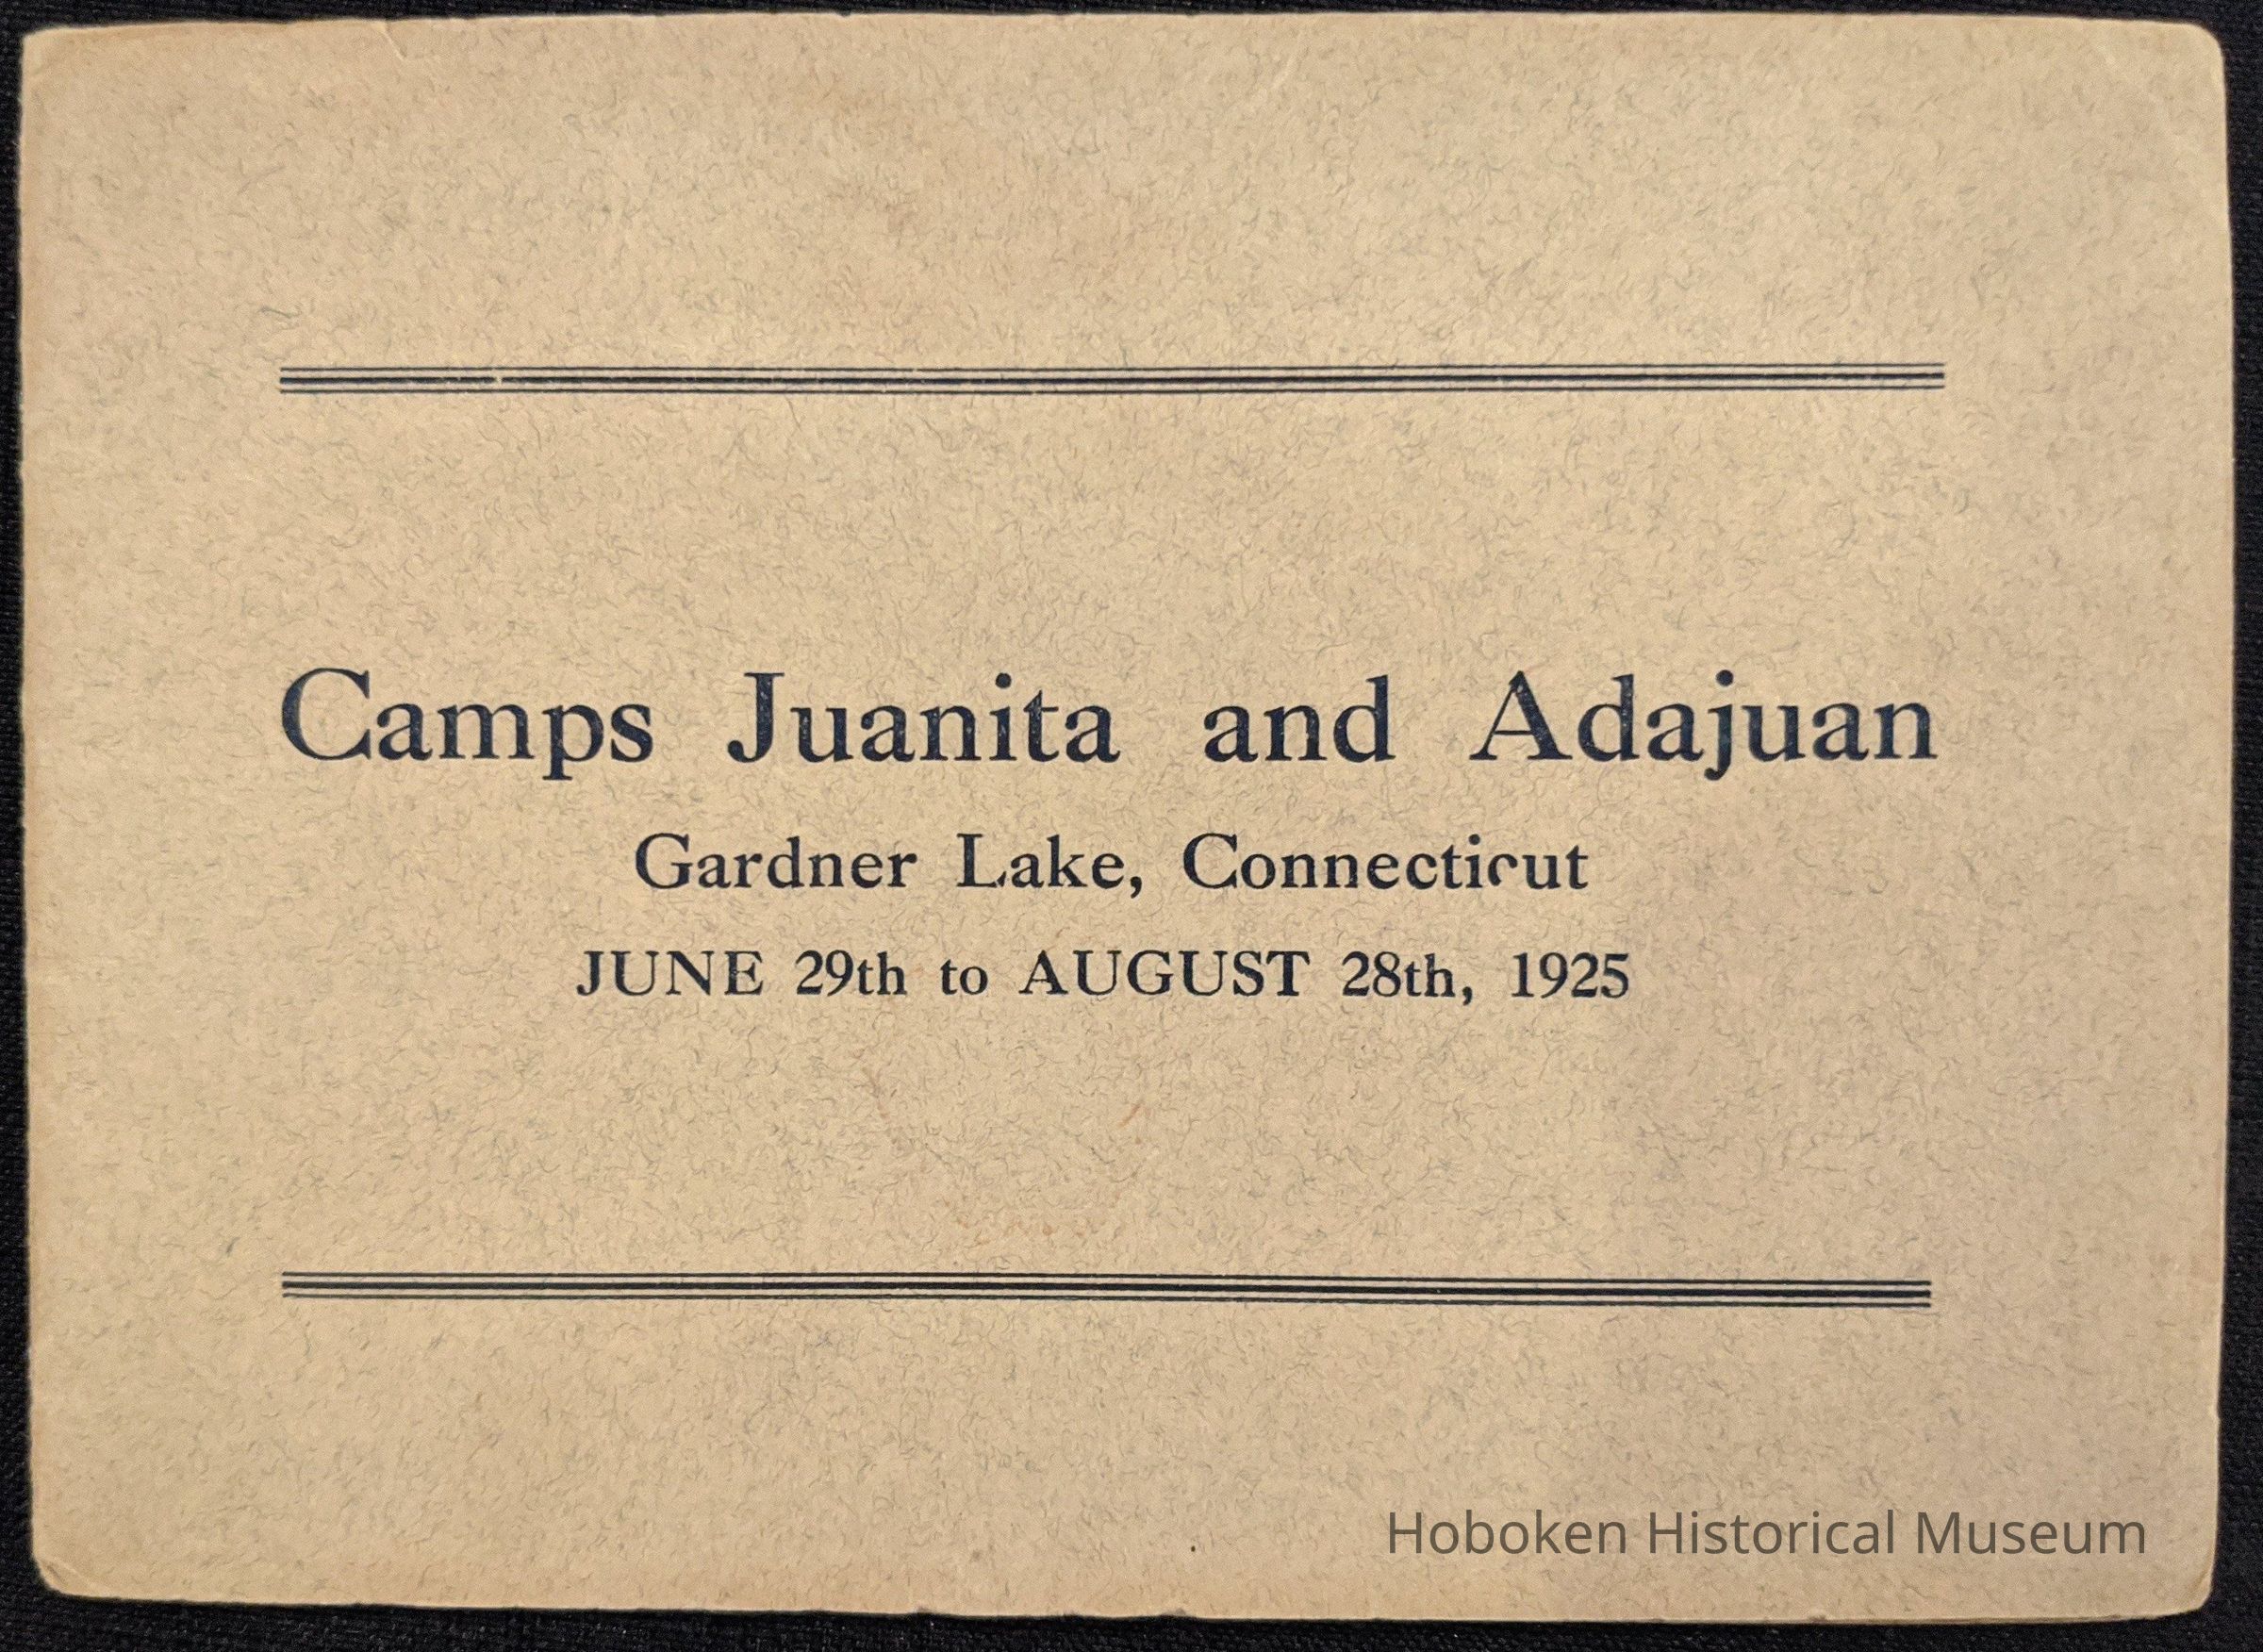 Camps Juanita and Adajuan
Gardner Lake, Connecticut
JUNE 29th to AUGUST 28th, 1925
Hoboken Historical Museum